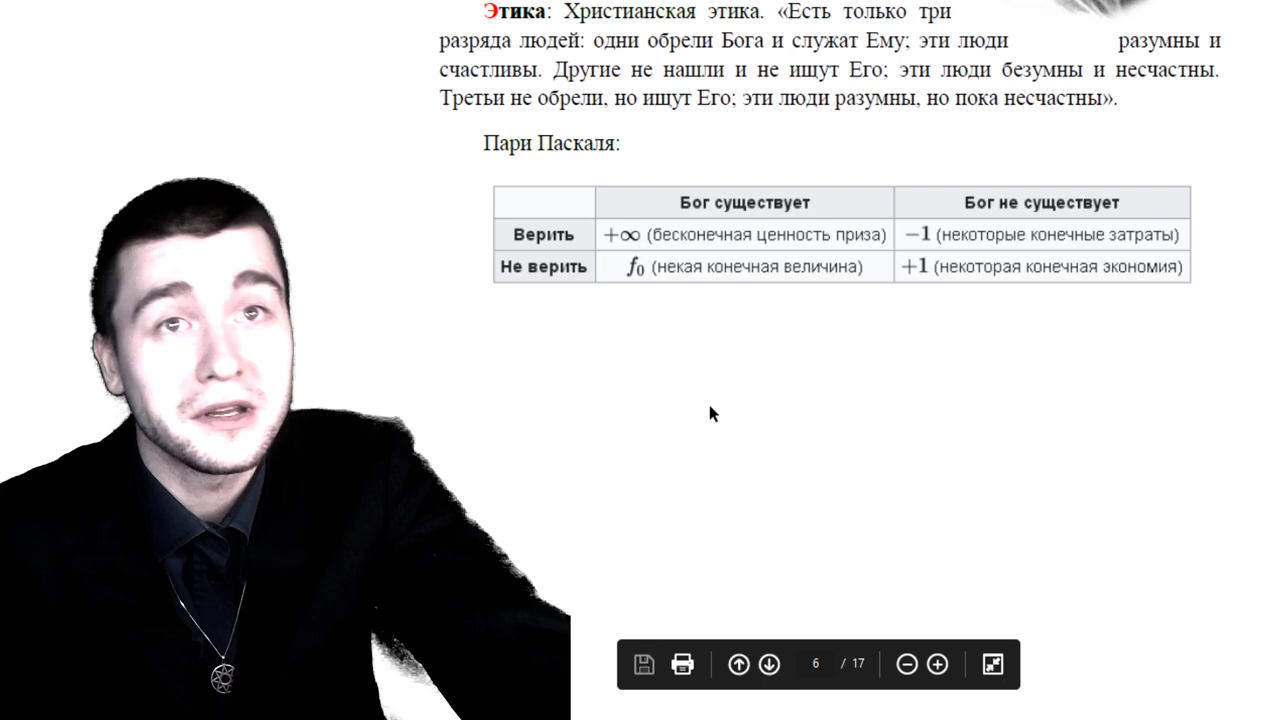 Этика: Христианская этика. «Есть только три
разряда людей: одни обрели Бога и служат Ему; эти люди разумны и
счастливы. Другие не нашли и не ищут Его; эти люди безумны и несчастны.
Третьи не обрели, но ищут Его; эти люди разумны, но пока несчастны».
Пари Паскаля:
Бог существует Бог не существует
Верить +∞ (бесконечная ценность приза) −1 (некоторые конечные затраты)
Не верить f₀ (некая конечная величина) +1 (некоторая конечная экономия)
6 / 17